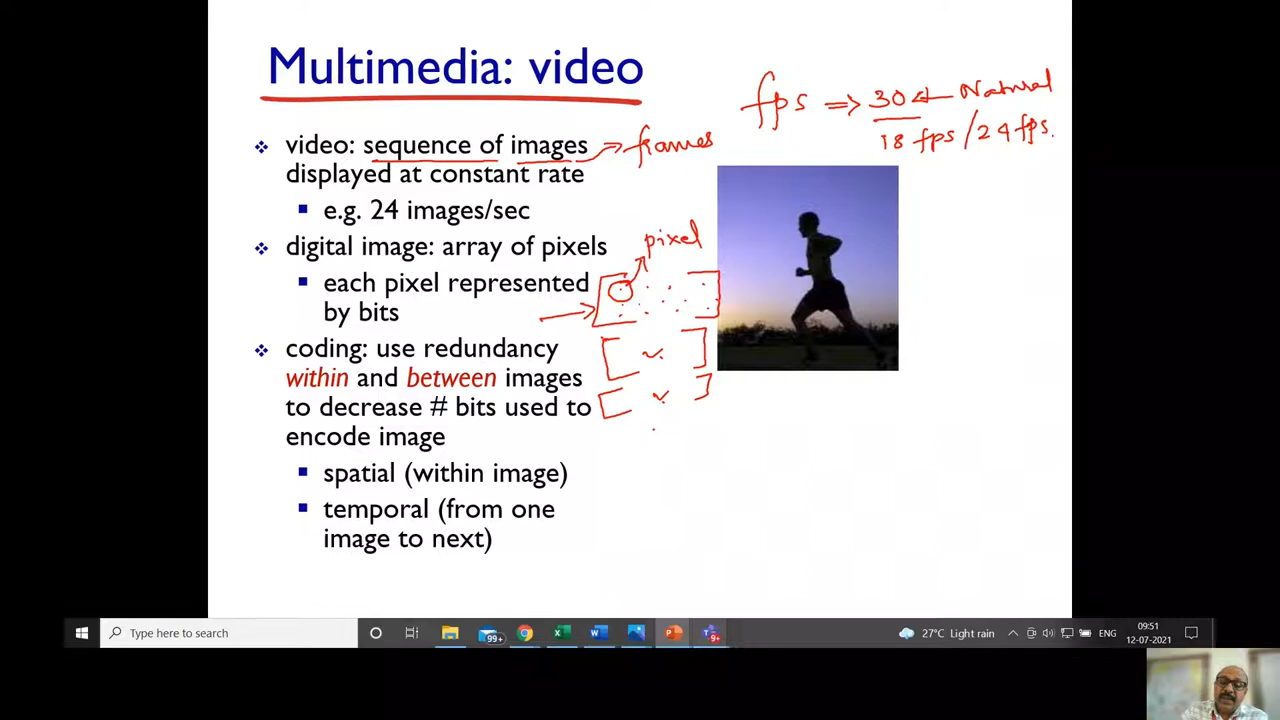 Multimedia: video
fps ⇒ 30 ← Natural
18 fps / 24 fps.
❖ video: sequence of images → frames
displayed at constant rate
▪ e.g. 24 images/sec
❖ digital image: array of pixels
pixel
▪ each pixel represented
by bits
❖ coding: use redundancy
within and between images
to decrease # bits used to
encode image
▪ spatial (within image)
▪ temporal (from one
image to next)
Type here to search
99+
9+
27°C Light rain
ENG
09:51
12-07-2021